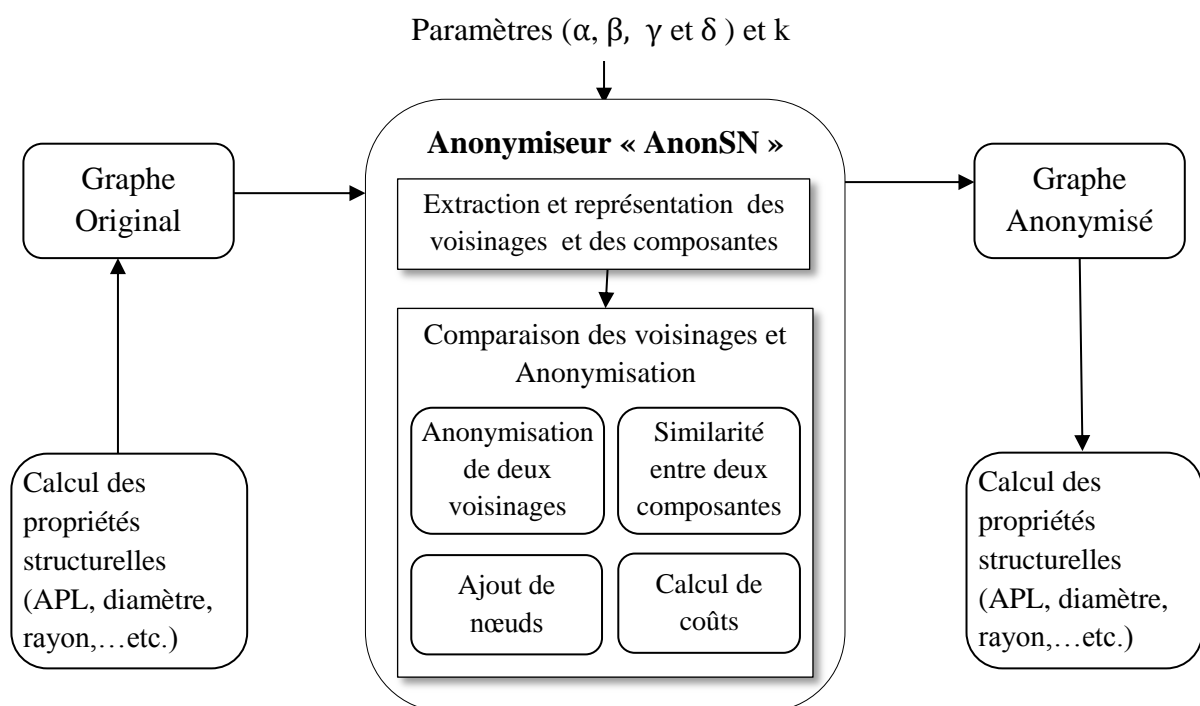 Paramètres (α, β, γ et δ ) et k
Anonymiseur « AnonSN »
Graphe
Original
Extraction et représentation des
voisinages et des composantes
Graphe
Anonymisé
Comparaison des voisinages et
Anonymisation
Anonymisation
de deux
voisinages
Similarité
entre deux
composantes
Ajout de
nœuds
Calcul de
coûts
Calcul des
propriétés
structurelles
(APL, diamètre,
rayon,…etc.)
Calcul des
propriétés
structurelles
(APL, diamètre,
rayon,…etc.)